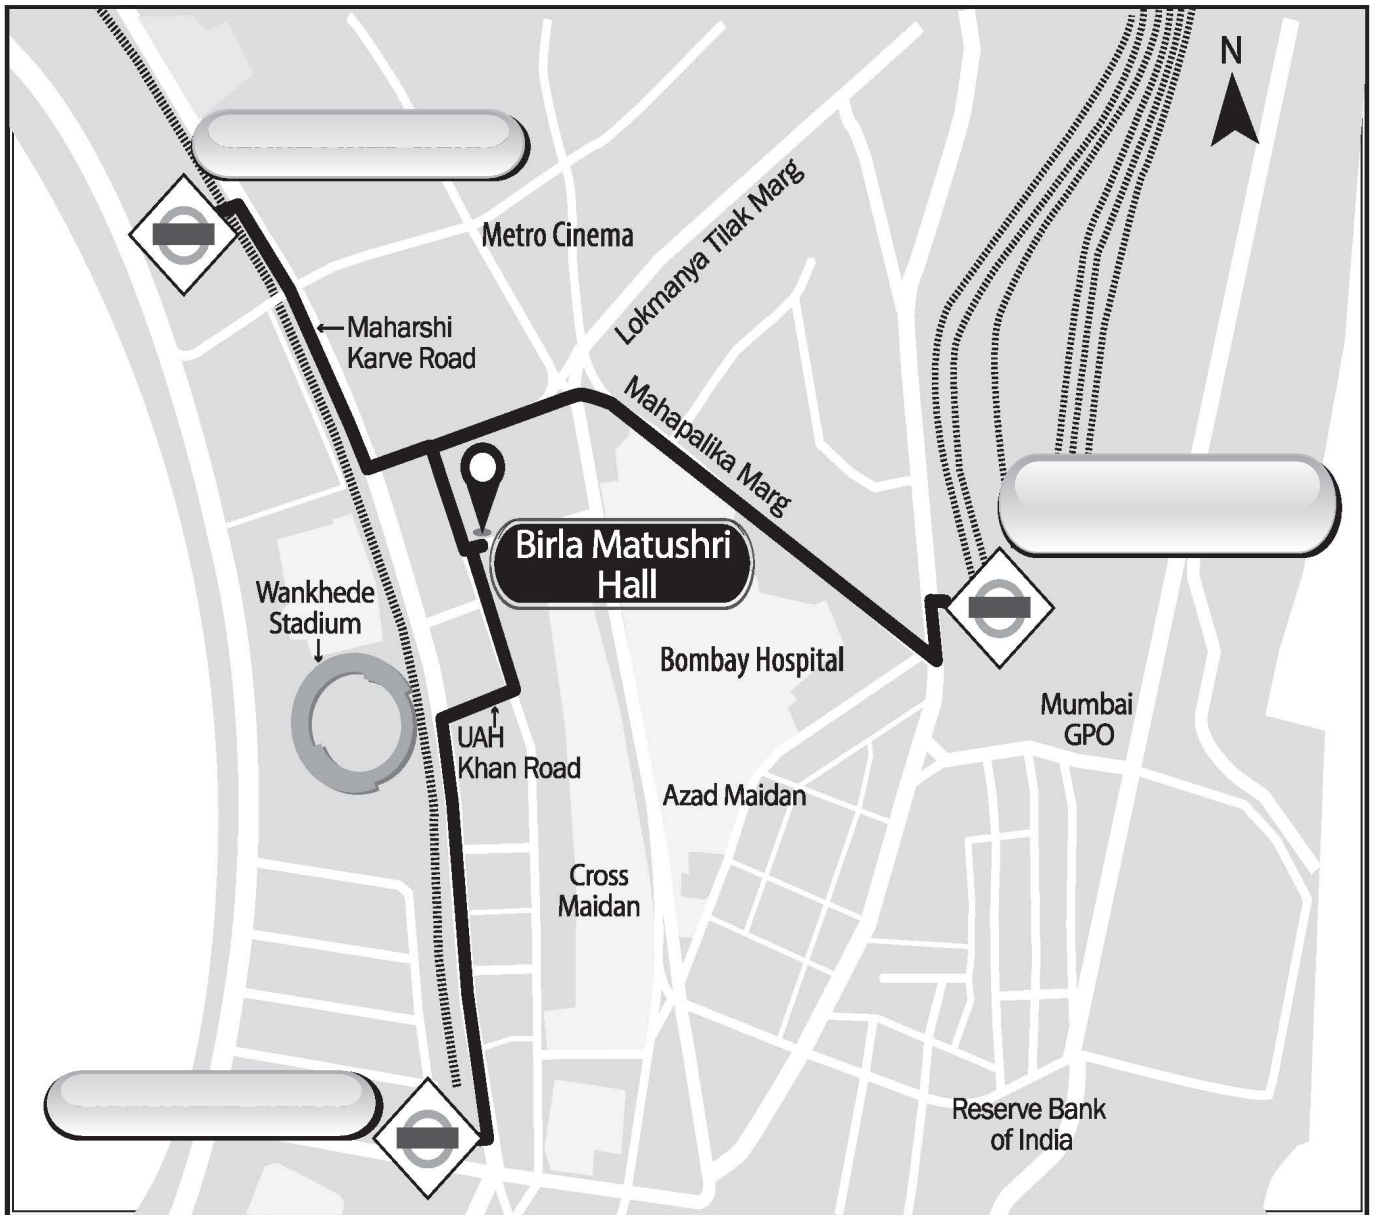 N
Metro Cinema
Lokmanya Tilak Marg
Maharshi
Karve Road
Mahapalika Marg
Birla Matushri
Hall
Wankhede
Stadium
Bombay Hospital
Mumbai
GPO
UAH
Khan Road
Azad Maidan
Cross
Maidan
Reserve Bank
of India